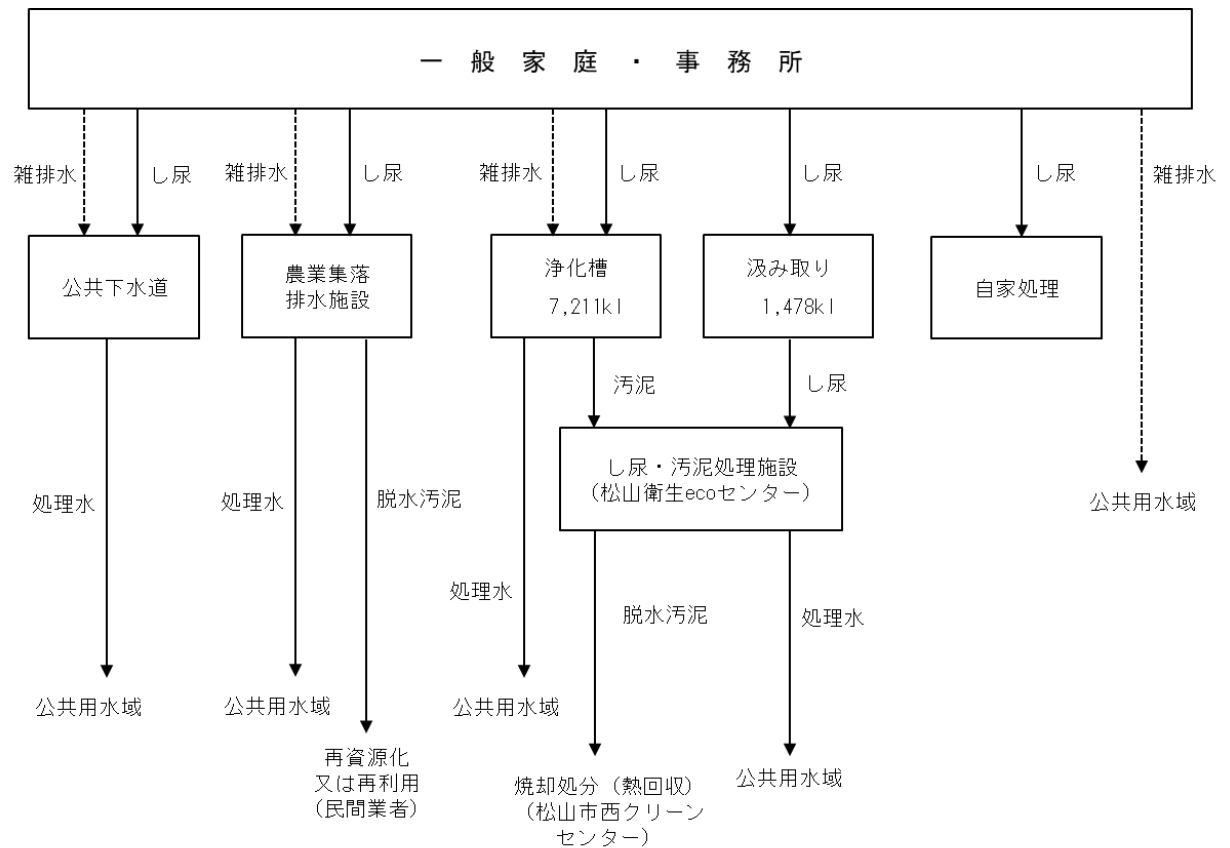 一般家庭・事務所
雑排水
し尿
雑排水
し尿
雑排水
し尿
し尿
し尿
雑排水
公共下水道
農業集落
排水施設
浄化槽
7,211kl
汲み取り
1,478kl
自家処理
汚泥
し尿
し尿・汚泥処理施設
（松山衛生ecoセンター）
処理水
処理水
脱水汚泥
公共用水域
処理水
脱水汚泥
処理水
公共用水域
公共用水域
公共用水域
再資源化
又は再利用
（民間業者）
焼却処分（熱回収）
（松山市西クリーン
センター）
公共用水域